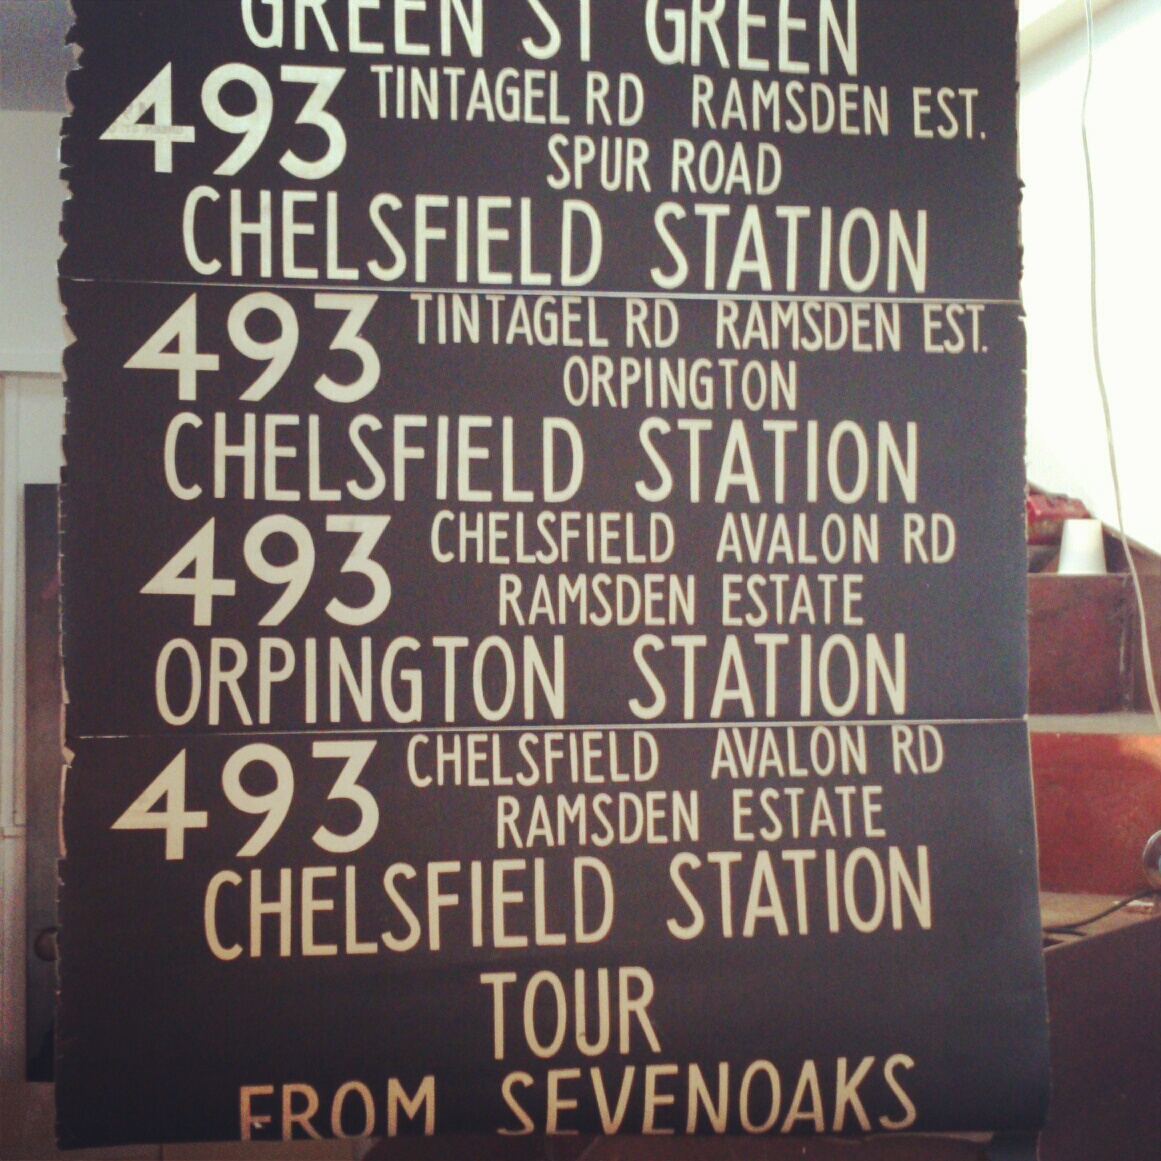 GREEN ST GREEN
493 TINTAGEL RD RAMSDEN EST.
SPUR ROAD
CHELSFIELD STATION
493 TINTAGEL RD RAMSDEN EST.
ORPINGTON
CHELSFIELD STATION
493 CHELSFIELD AVALON RD
RAMSDEN ESTATE
ORPINGTON STATION
493 CHELSFIELD AVALON RD
RAMSDEN ESTATE
CHELSFIELD STATION
TOUR
FROM SEVENOAKS